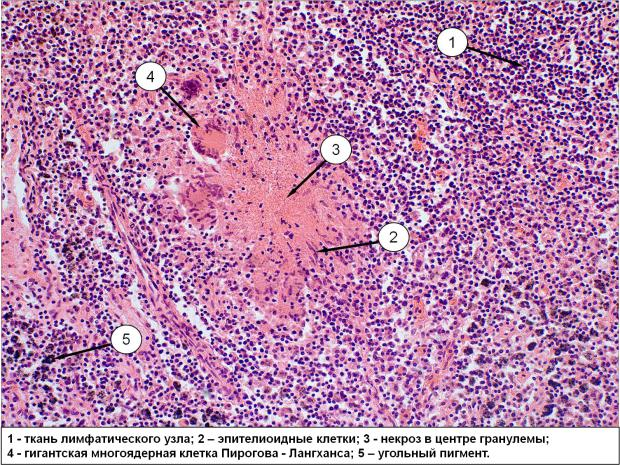 1
4
3
2
5
1 - ткань лимфатического узла; 2 – эпителиоидные клетки; 3 - некроз в центре гранулемы;
4 - гигантская многоядерная клетка Пирогова - Лангханса; 5 – угольный пигмент.